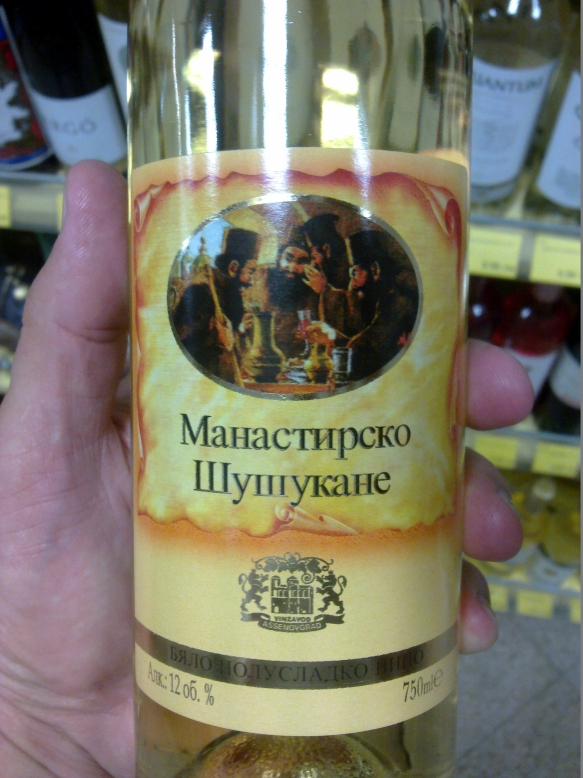 Манастирско
Шушукане
VINZAVOD
ASSENOVGRAD
БЯЛО ПОЛУСЛАДКО ВИНО
Алк.: 12 об. %
750ml℮